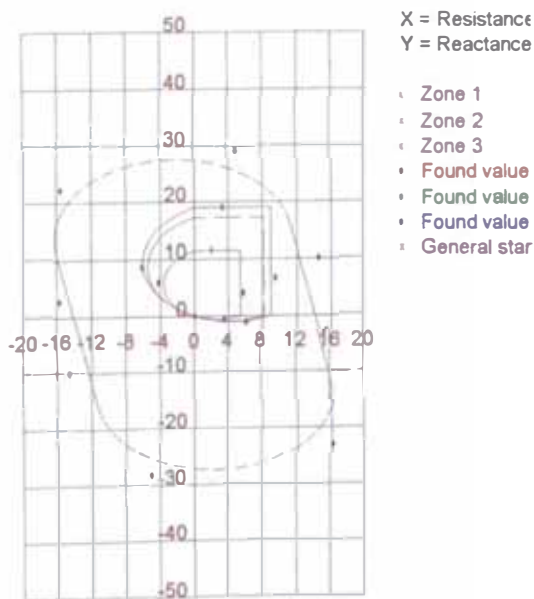 X = Resistance
Y = Reactance
Zone 1
Zone 2
Zone 3
Found value
Found value
Found value
General star
50
40
30
20
10
0
-20 -16 -12 -8 -4 0 4 8 12 16 20
-10
-20
-30
-40
-50